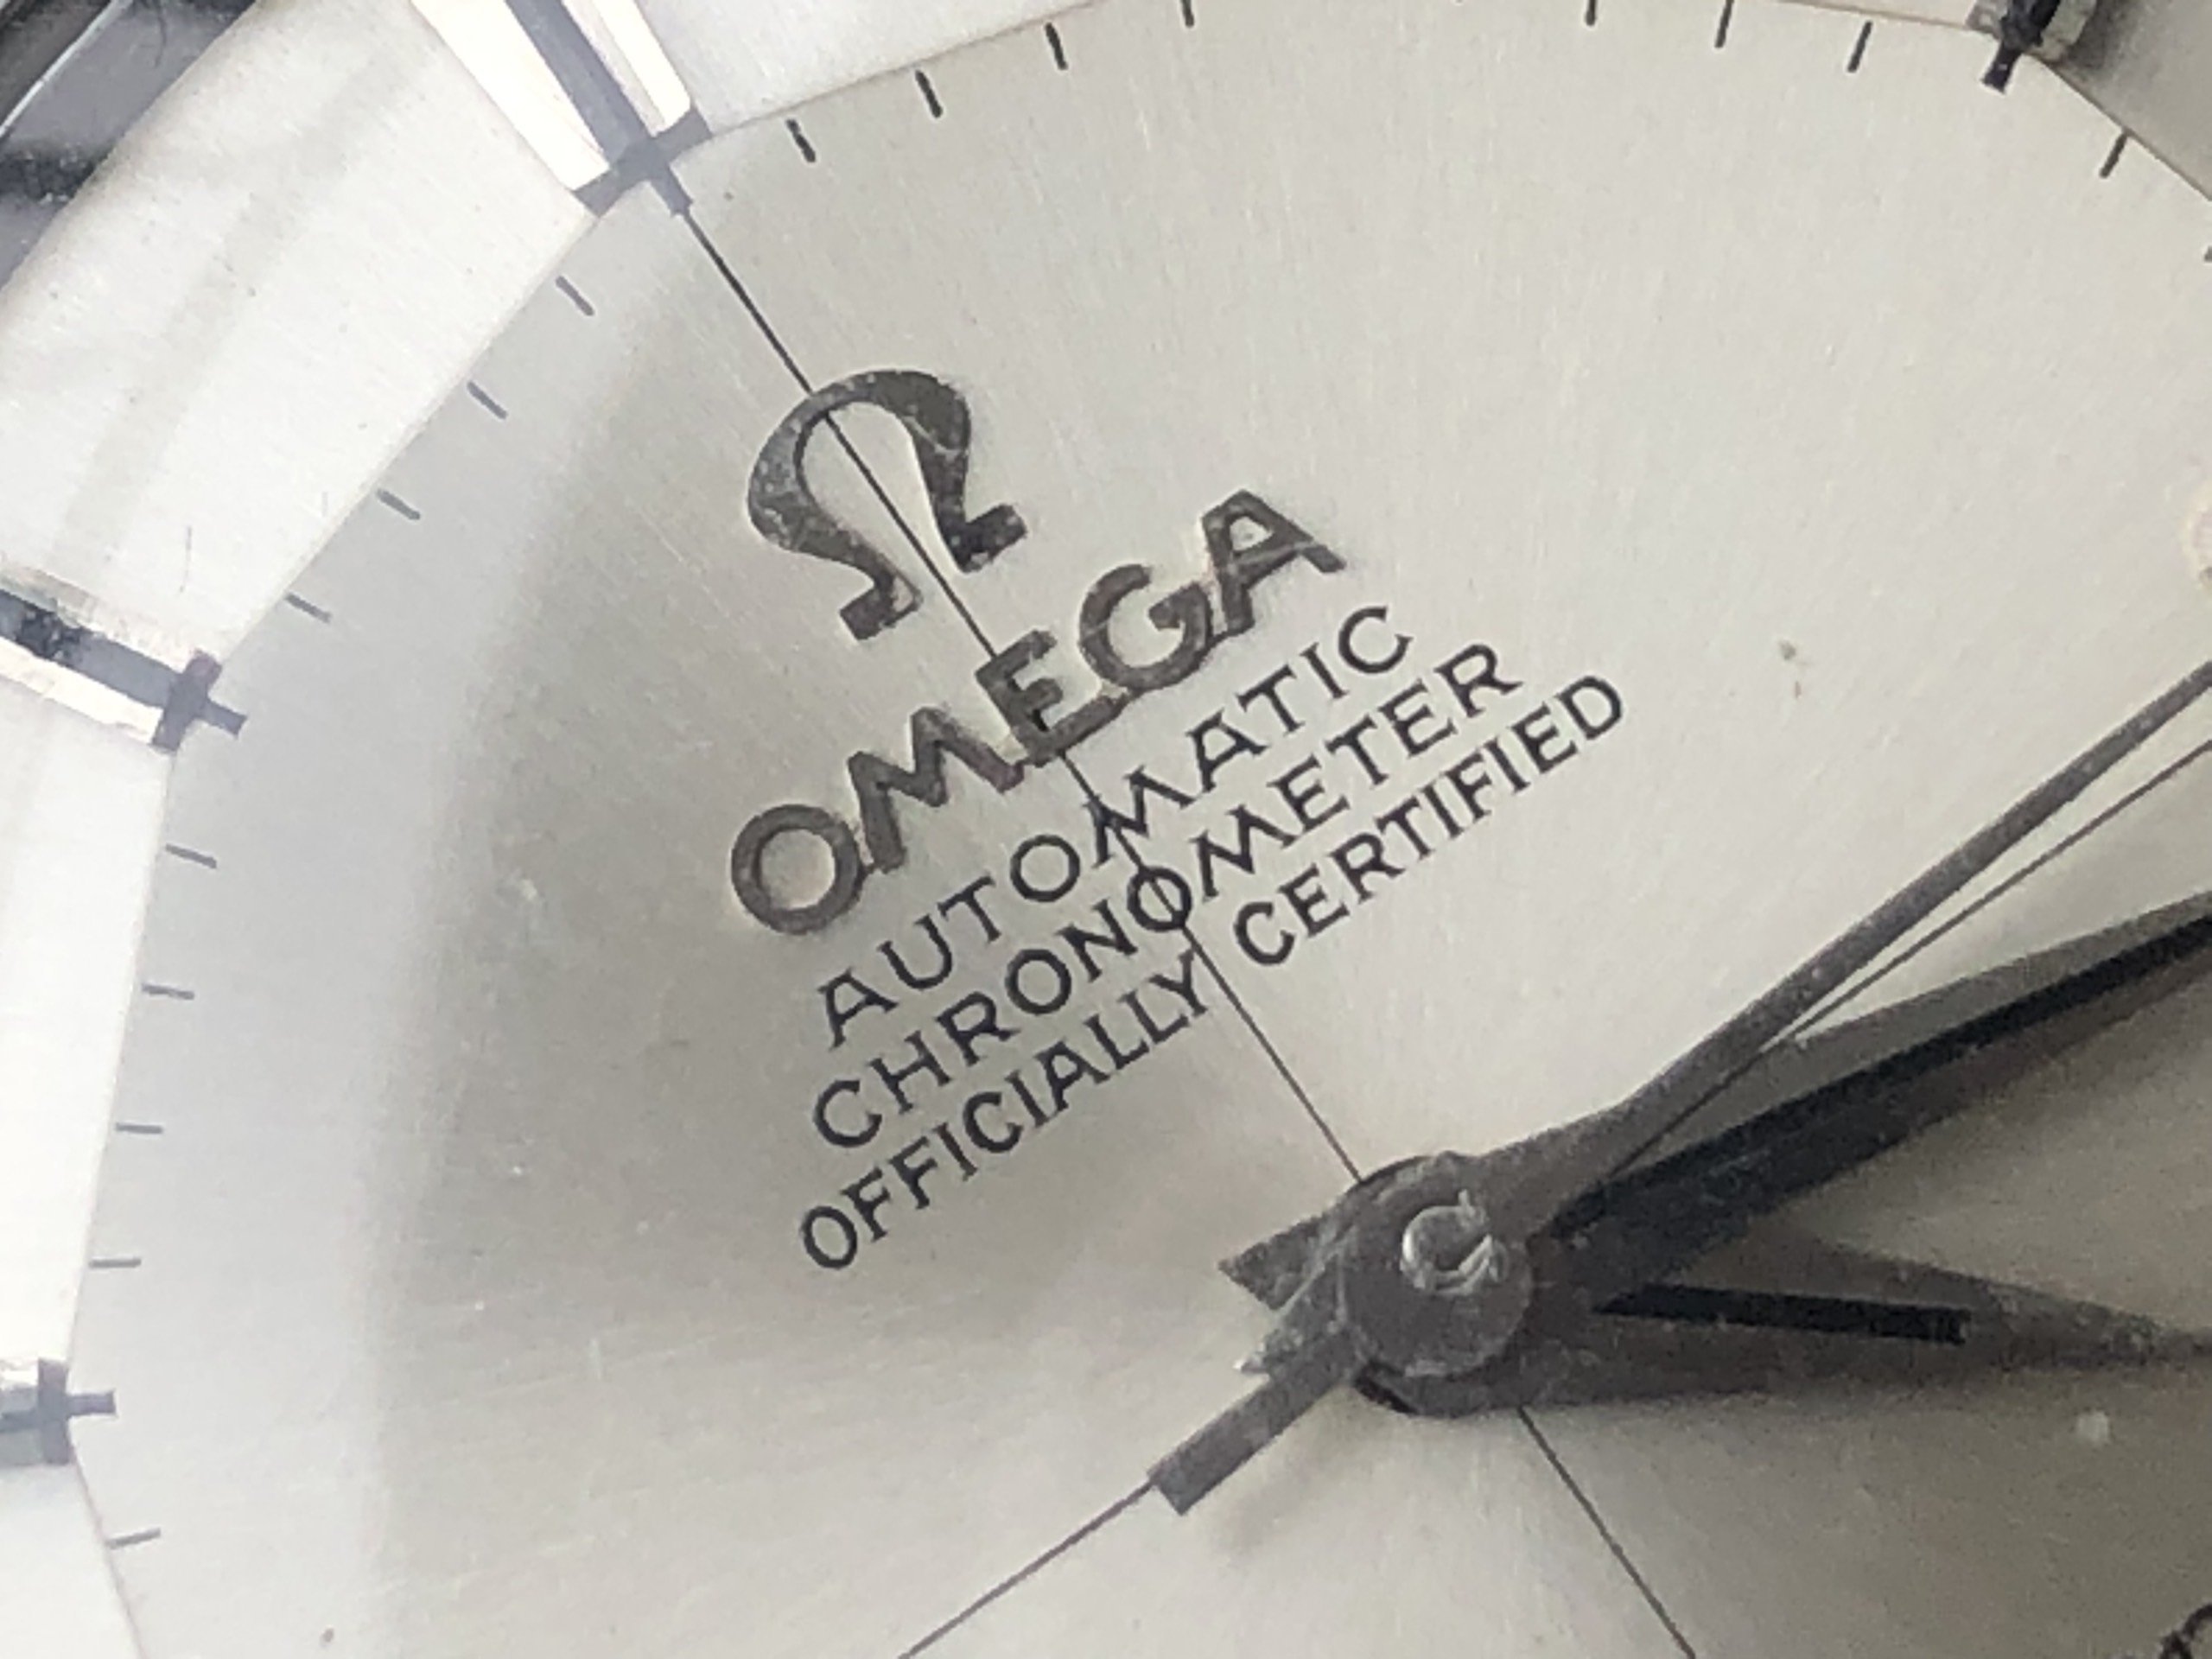 Ω
OMEGA
AUTOMATIC
CHRONOMETER
OFFICIALLY CERTIFIED